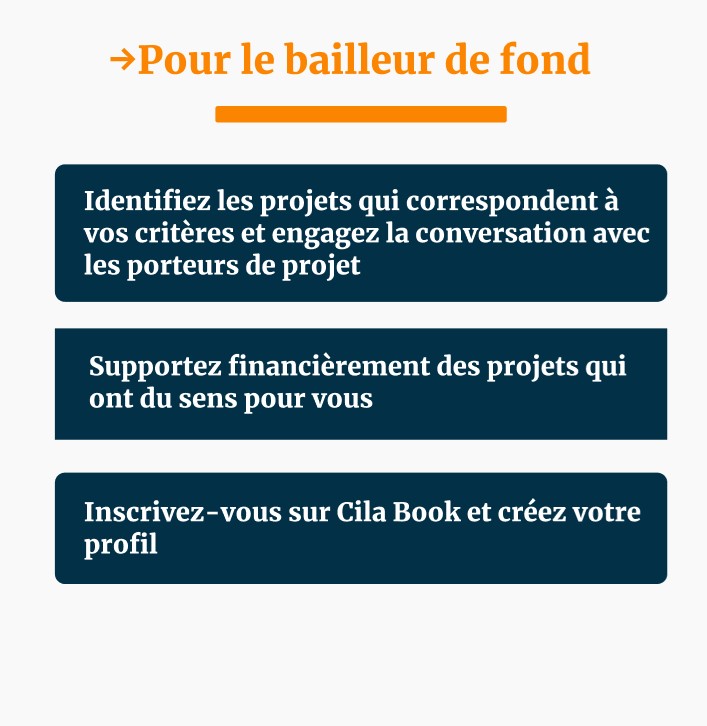 →Pour le bailleur de fond
Identifiez les projets qui correspondent à
vos critères et engagez la conversation avec
les porteurs de projet
Supportez financièrement des projets qui
ont du sens pour vous
Inscrivez-vous sur Cila Book et créez votre
profil